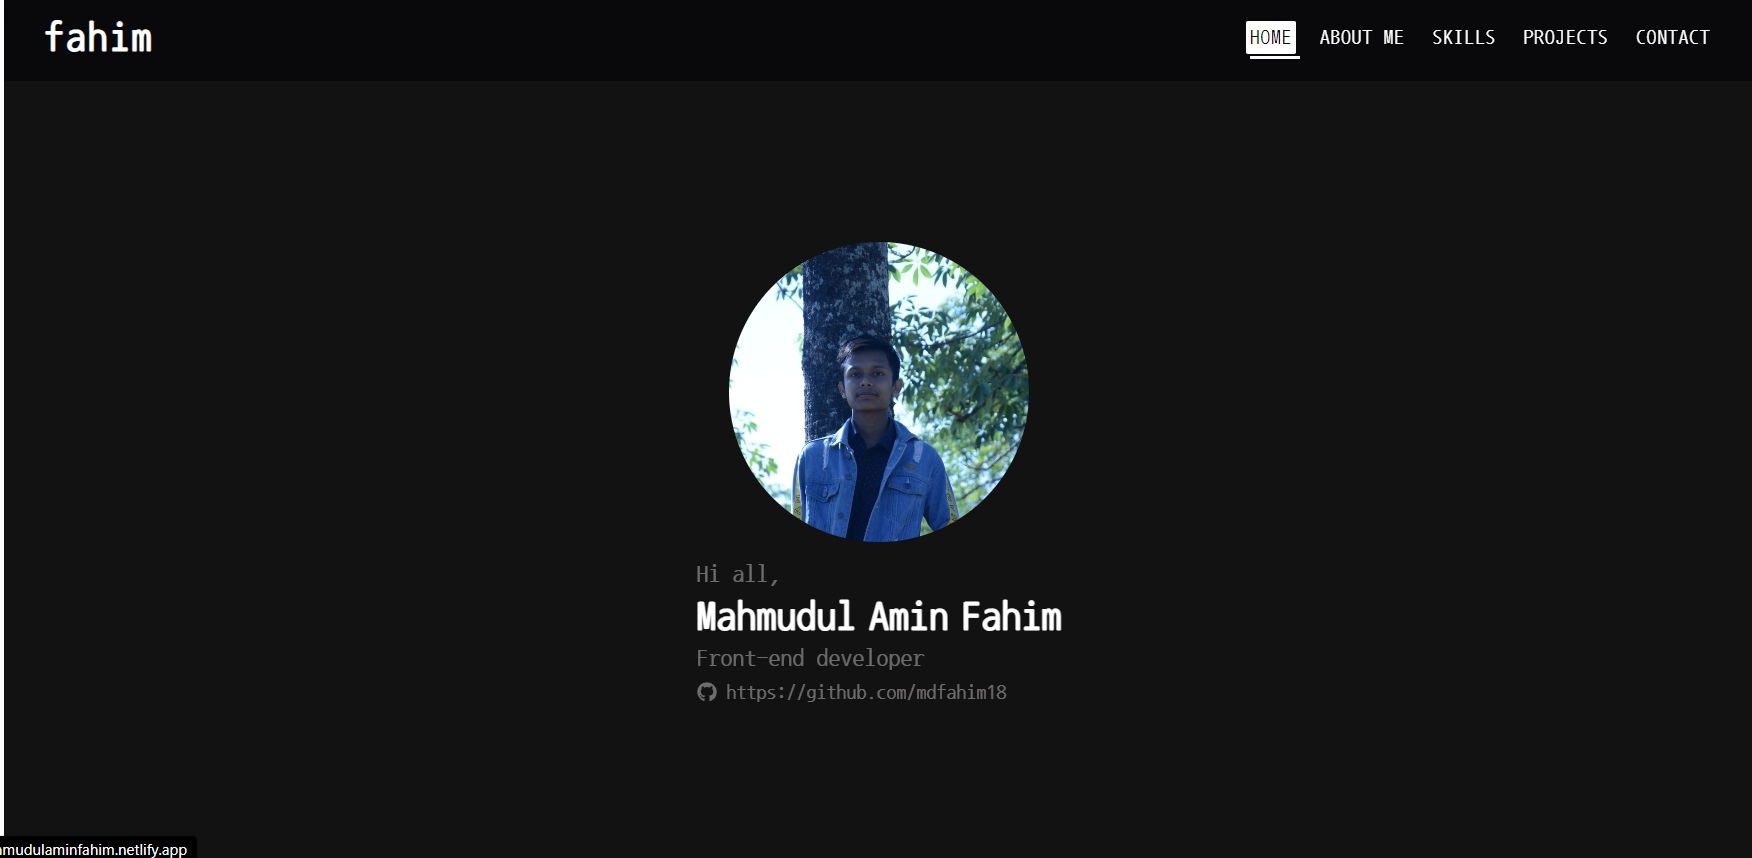 fahim
HOME ABOUT ME SKILLS PROJECTS CONTACT
Hi all,
Mahmudul Amin Fahim
Front-end developer
https://github.com/mdfahim18
mudulaminfahim.netlify.app